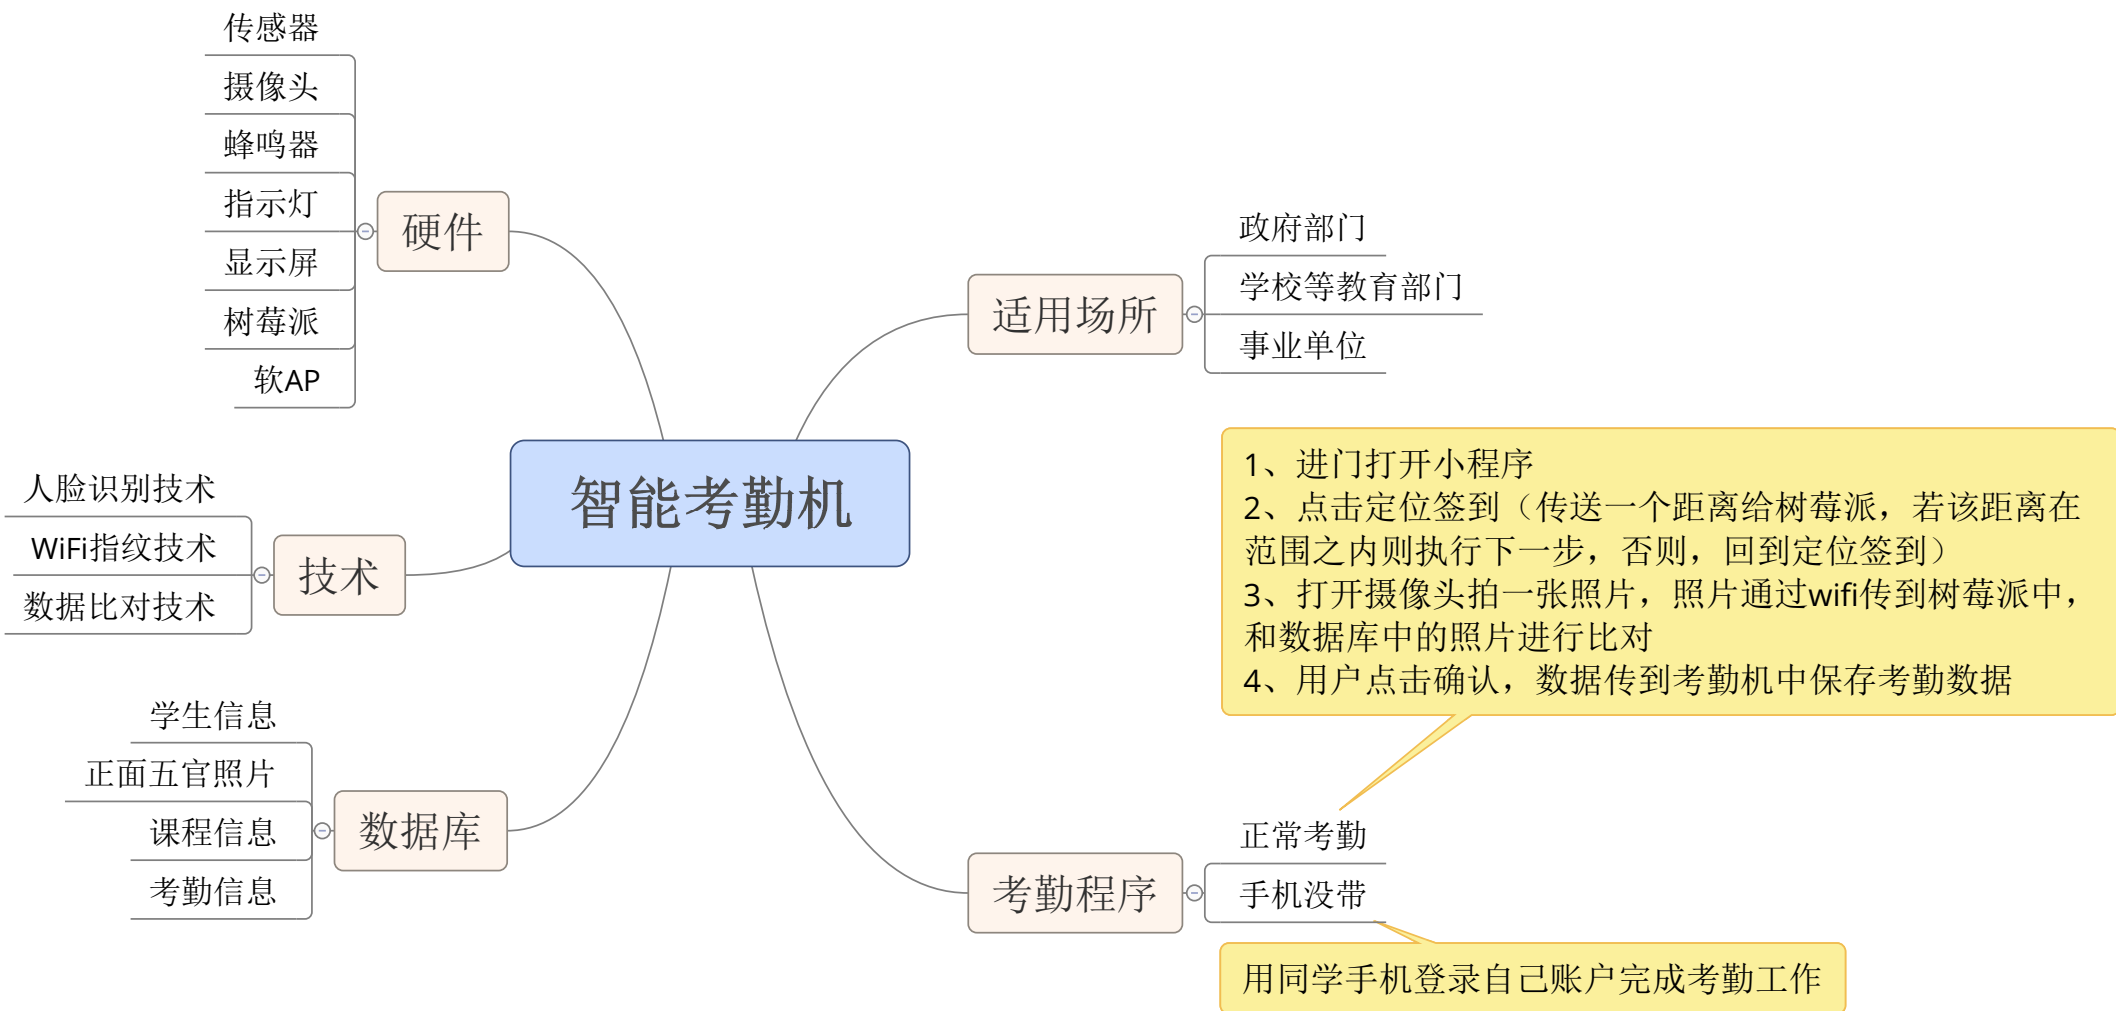 传感器
摄像头
蜂鸣器
指示灯
显示屏
树莓派
软AP
硬件
人脸识别技术
WiFi指纹技术
数据比对技术
技术
学生信息
正面五官照片
课程信息
考勤信息
数据库
智能考勤机
适用场所
政府部门
学校等教育部门
事业单位
1、进门打开小程序
2、点击定位签到（传送一个距离给树莓派，若该距离在
范围之内则执行下一步，否则，回到定位签到）
3、打开摄像头拍一张照片，照片通过wifi传到树莓派中，
和数据库中的照片进行比对
4、用户点击确认，数据传到考勤机中保存考勤数据
考勤程序
正常考勤
手机没带
用同学手机登录自己账户完成考勤工作